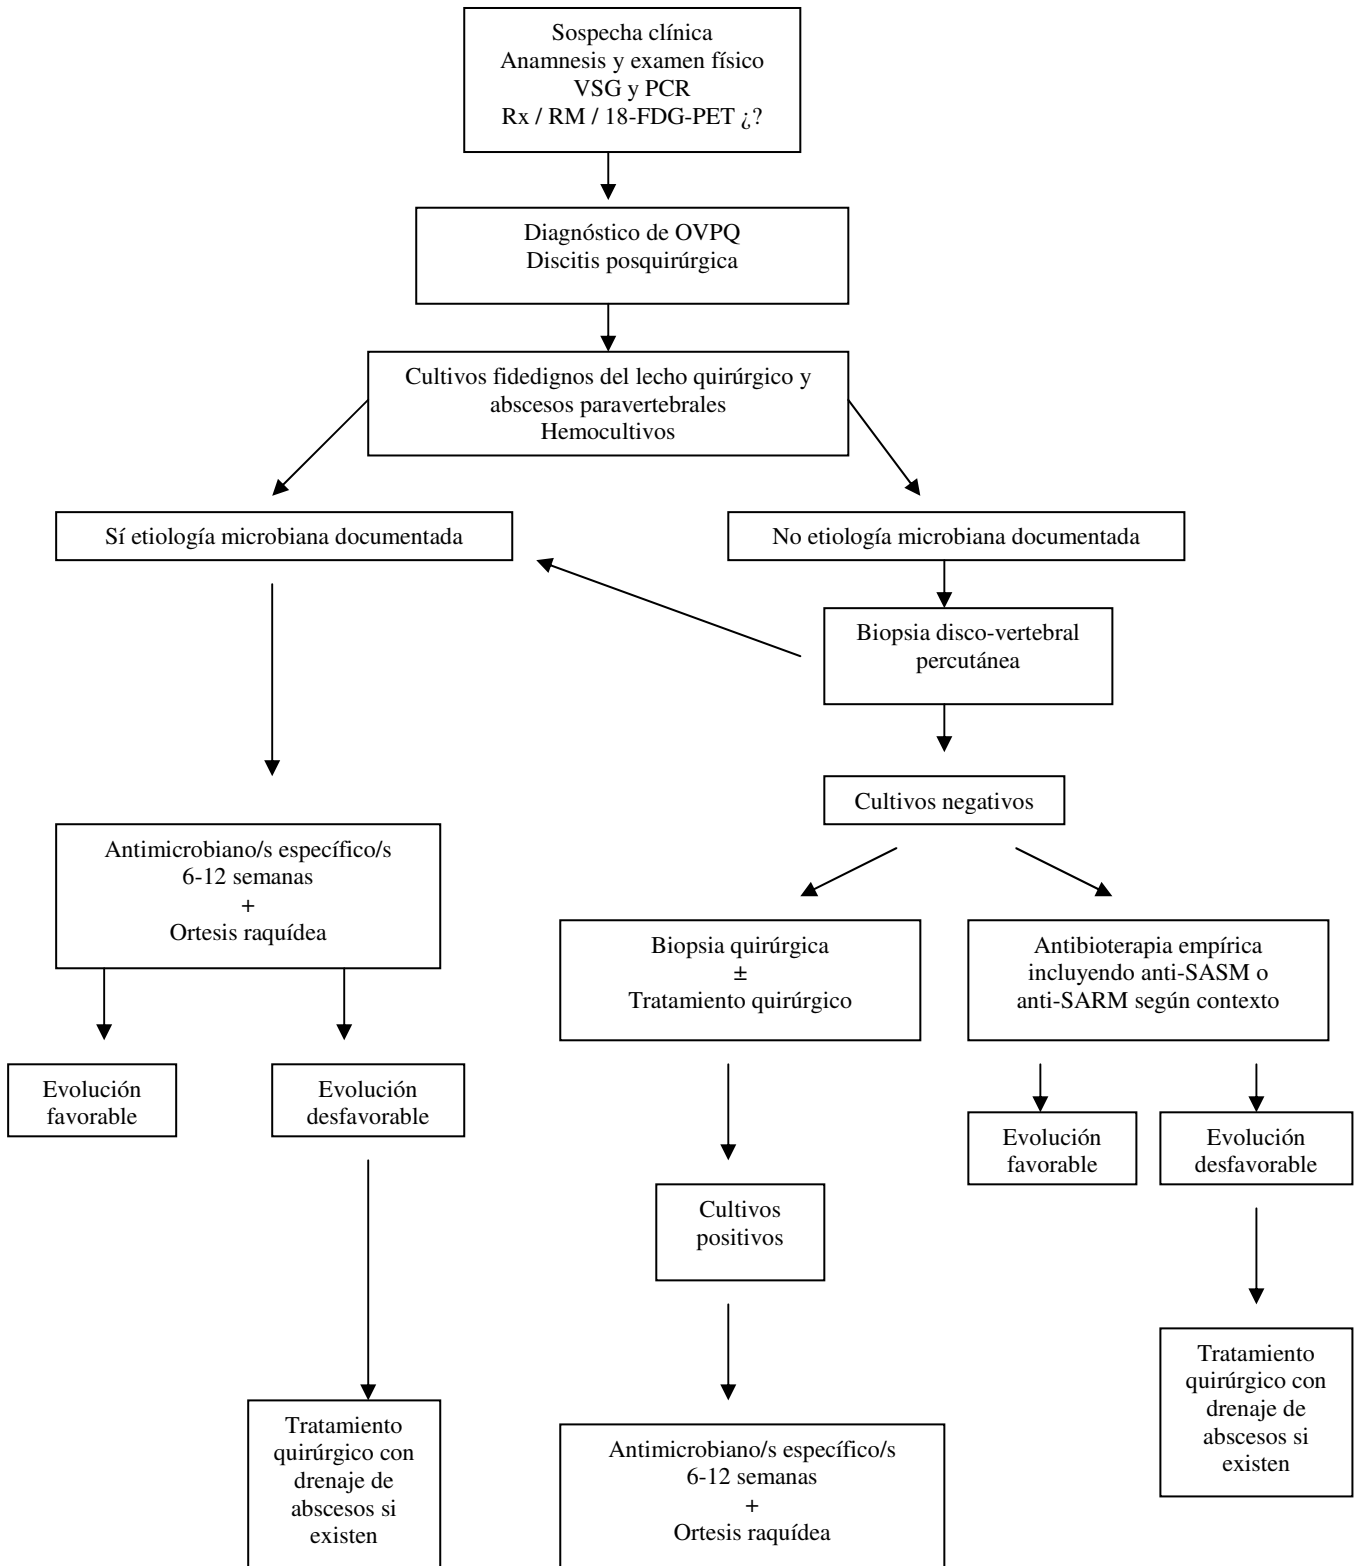 Sospecha clínica
Anamnesis y examen físico
VSG y PCR
Rx / RM / 18-FDG-PET ¿?
Diagnóstico de OVPQ
Discitis posquirúrgica
Cultivos fidedignos del lecho quirúrgico y
abscesos paravertebrales
Hemocultivos
Sí etiología microbiana documentada
No etiología microbiana documentada
Biopsia disco-vertebral
percutánea
Cultivos negativos
Antimicrobiano/s específico/s
6-12 semanas
+
Ortesis raquídea
Biopsia quirúrgica
±
Tratamiento quirúrgico
Antibioterapia empírica
incluyendo anti-SASM o
anti-SARM según contexto
Evolución
favorable
Evolución
desfavorable
Evolución
favorable
Evolución
desfavorable
Cultivos
positivos
Tratamiento
quirúrgico con
drenaje de
abscesos si
existen
Tratamiento
quirúrgico con
drenaje de
abscesos si
existen
Antimicrobiano/s específico/s
6-12 semanas
+
Ortesis raquídea